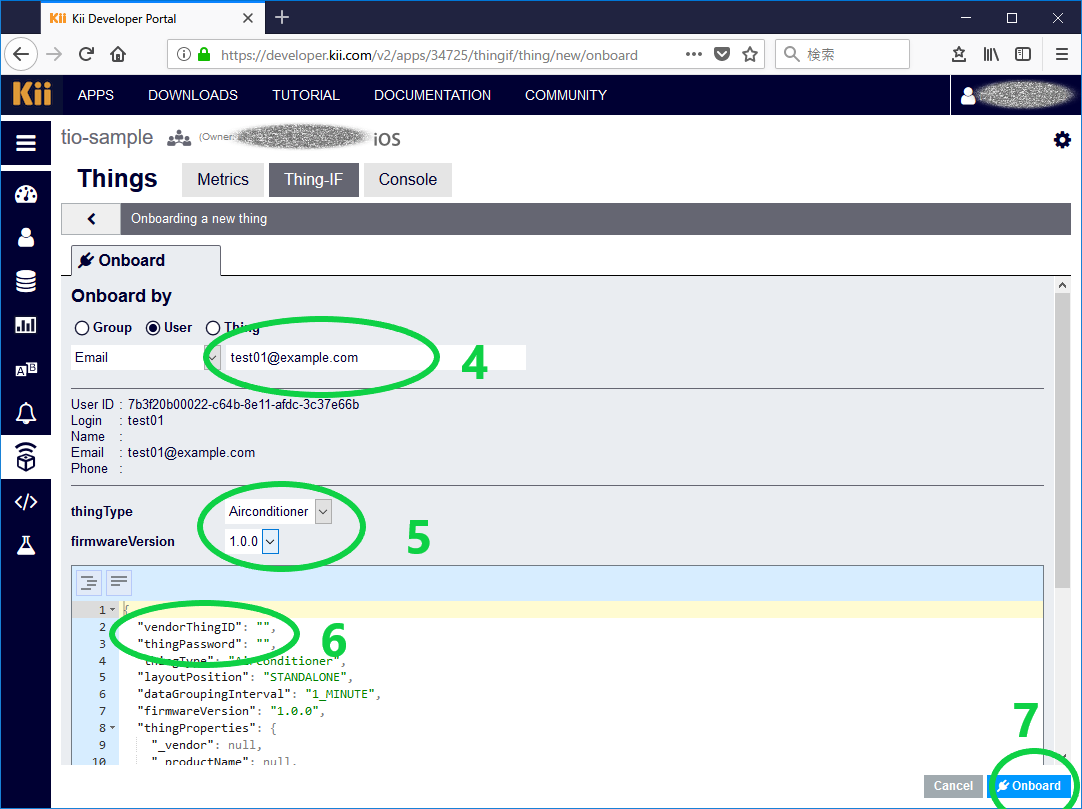 Kii Kii Developer Portal
https://developer.kii.com/v2/apps/34725/thingif/thing/new/onboard
検索
Kii APPS DOWNLOADS TUTORIAL DOCUMENTATION COMMUNITY
tio-sample (Owner: iOS
Things Metrics Thing-IF Console
Onboarding a new thing
Onboard
Onboard by
Group User Thing
Email test01@example.com 4
User ID : 7b3f20b00022-c64b-8e11-afdc-3c37e66b
Login : test01
Name :
Email : test01@example.com
Phone :
thingType Airconditioner
firmwareVersion 1.0.0
5
1 {
2 "vendorThingID": "",
3 "thingPassword": "",
6
4 "thingType": "Airconditioner",
5 "layoutPosition": "STANDALONE",
6 "dataGroupingInterval": "1_MINUTE",
7 "firmwareVersion": "1.0.0",
8 "thingProperties": {
9 "_vendor": null,
10 "_productName": null,
7
Cancel Onboard